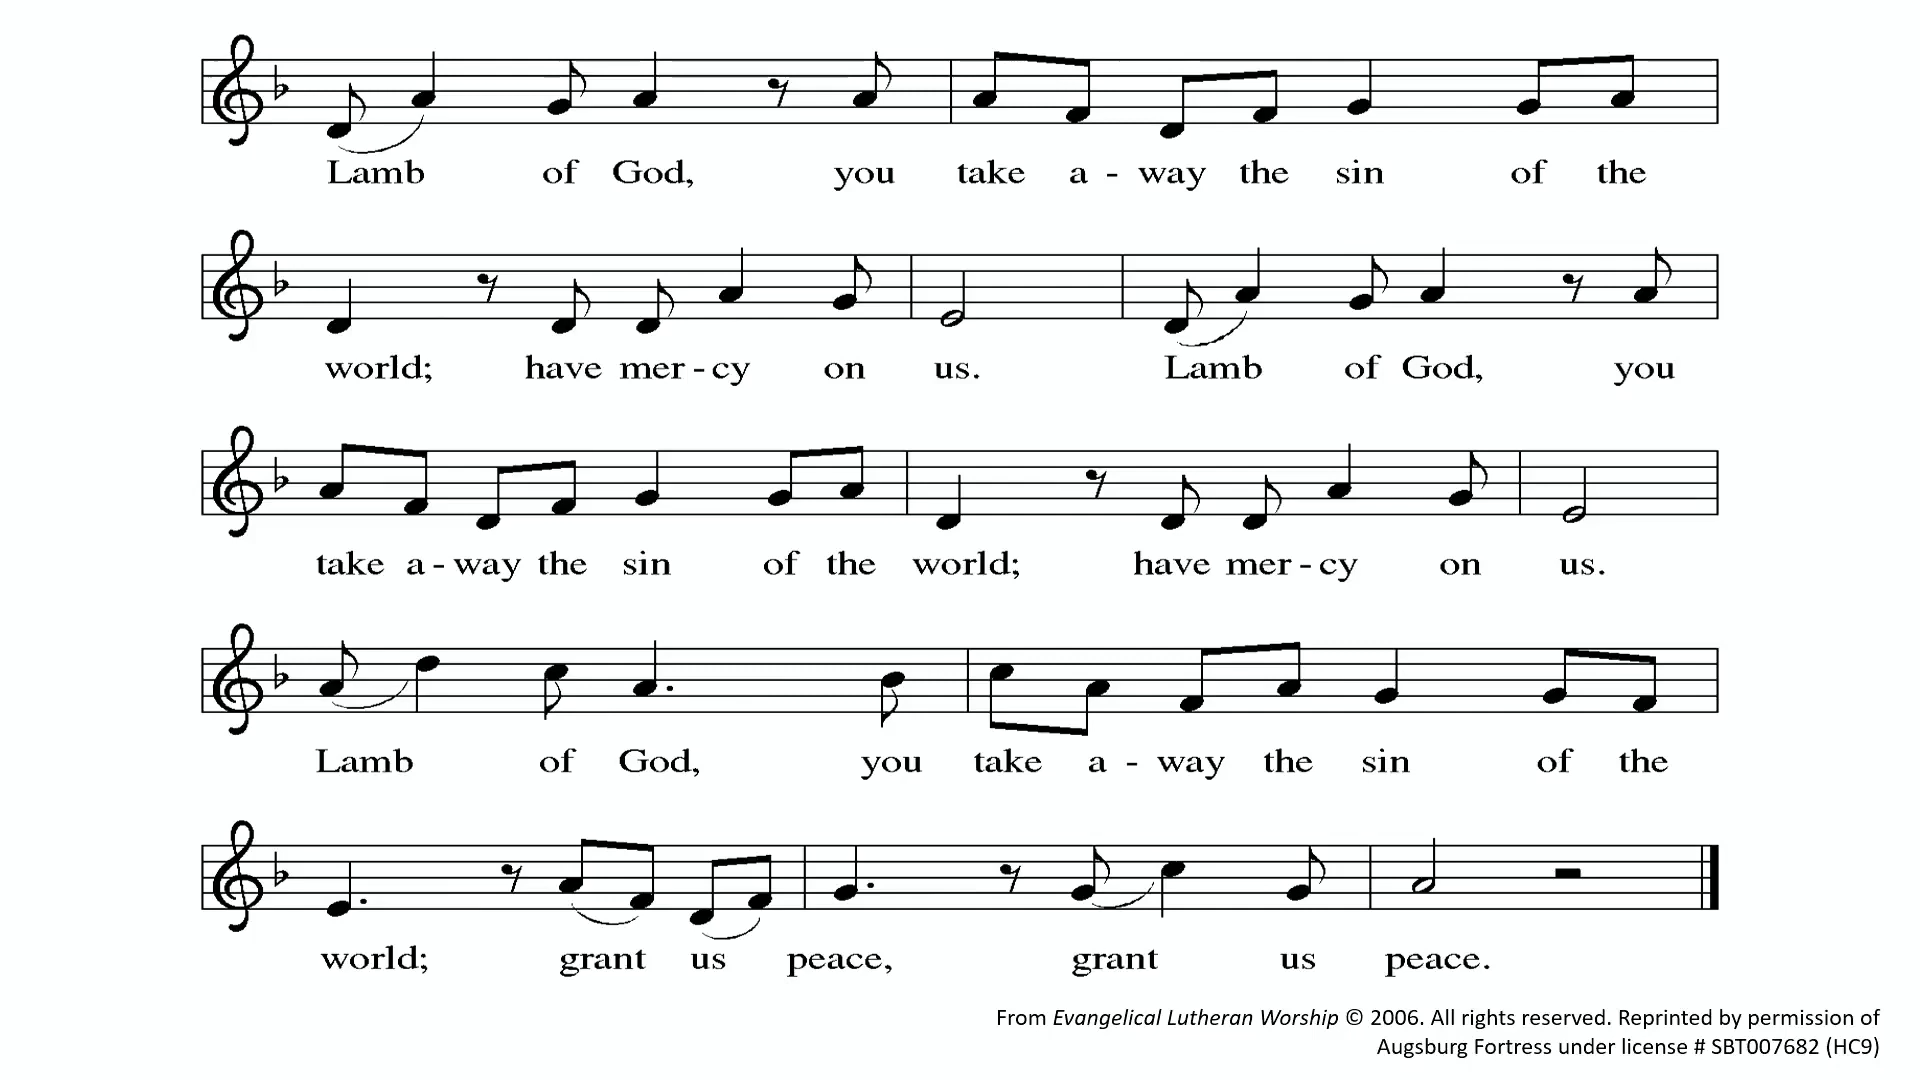 Lamb of God, you take a - way the sin of the
world; have mer - cy on us. Lamb of God, you
take a - way the sin of the world; have mer - cy on us.
Lamb of God, you take a - way the sin of the
world; grant us peace, grant us peace.
From Evangelical Lutheran Worship © 2006. All rights reserved. Reprinted by permission of
Augsburg Fortress under license # SBT007682 (HC9)